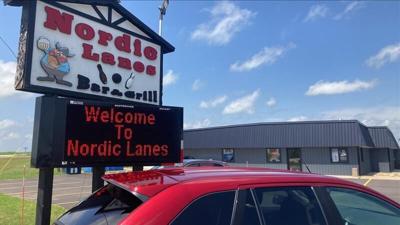 Nordic
Lanes
Bar & Grill
Welcome
To
Nordic Lanes